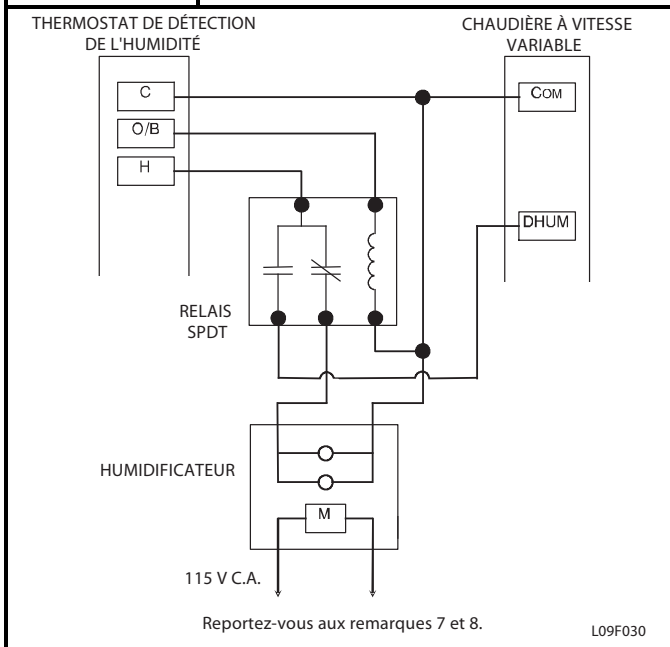 THERMOSTAT DE DÉTECTION
DE L'HUMIDITÉ
CHAUDIÈRE À VITESSE
VARIABLE
C
O/B
H
COM
DHUM
RELAIS
SPDT
HUMIDIFICATEUR
M
115 V C.A.
Reportez-vous aux remarques 7 et 8.
L09F030